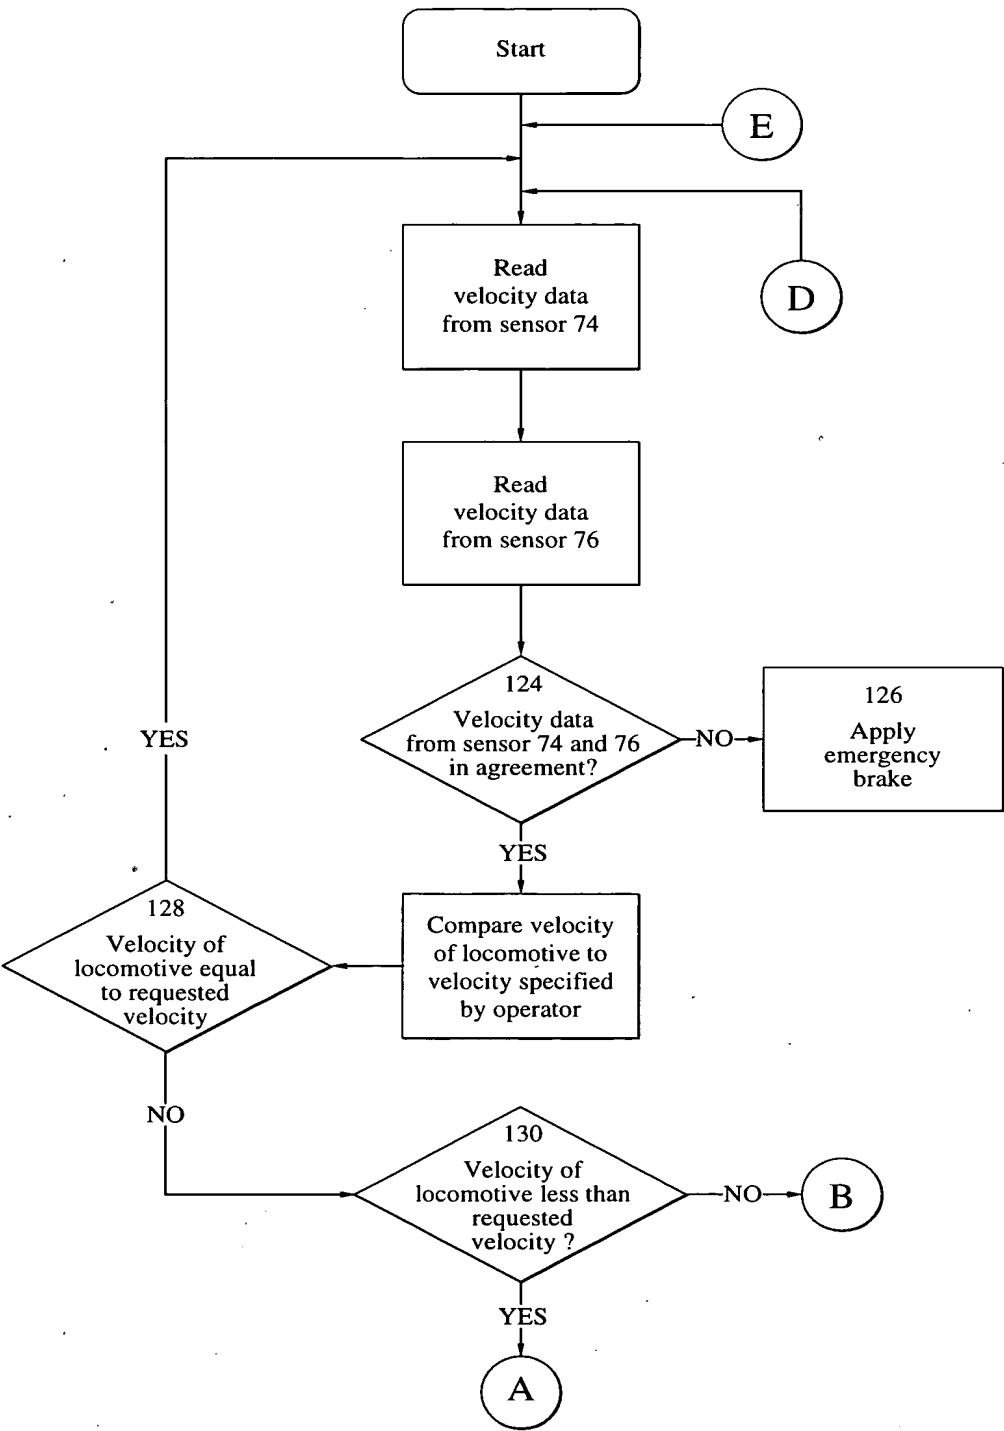 Start
E
Read
velocity data
from sensor 74
D
Read
velocity data
from sensor 76
124
Velocity data
from sensor 74 and 76
in agreement?
NO
126
Apply
emergency
brake
YES
YES
Compare velocity
of locomotive to
velocity specified
by operator
128
Velocity of
locomotive equal
to requested
velocity
NO
130
Velocity of
locomotive less than
requested
velocity ?
NO
B
YES
A